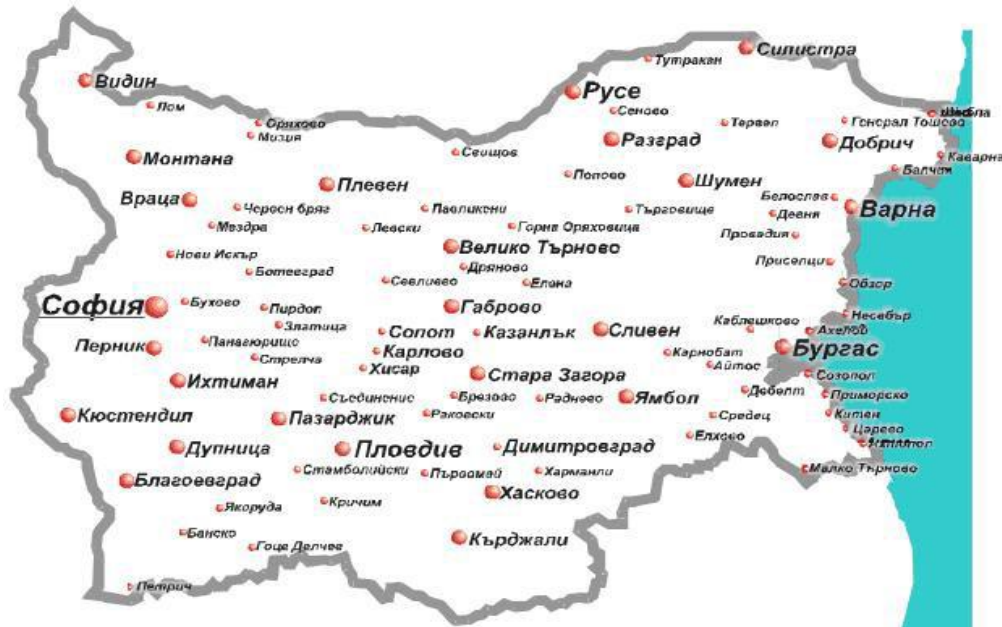 Силистра
Тутракан
Видин
Русе
Лом
Сеново
Шабла
Оряхово
Тервел
Генерал Тошево
Мизия
Разград
Добрич
Монтана
Свищов
Каварна
Балчик
Попово
Плевен
Шумен
Враца
Белослав
Червен бряг
Павликени
Търговище
Варна
Девня
Мездра
Левски
Горна Оряховица
Провадия
Велико Търново
Нови Искър
Приселци
Дряново
Ботевград
Севлиево
Елена
Обзор
София
Бухово
Пирдоп
Габрово
Несебър
Златица
Сопот
Казанлък
Сливен
Каблешково
Ахелой
Панагюрище
Перник
Карлово
Карнобат
Бургас
Стрелча
Хисар
Айтос
Стара Загора
Созопол
Ихтиман
Съединение
Брезово
Раднево
Ямбол
Дебелт
Приморско
Кюстендил
Пазарджик
Раковски
Средец
Китен
Царево
Елхово
Дупница
Пловдив
Димитровград
Стамболийски
Първомай
Харманли
Малко Търново
Благоевград
Хасково
Кричим
Якоруда
Банско
Кърджали
Гоце Делчев
Петрич